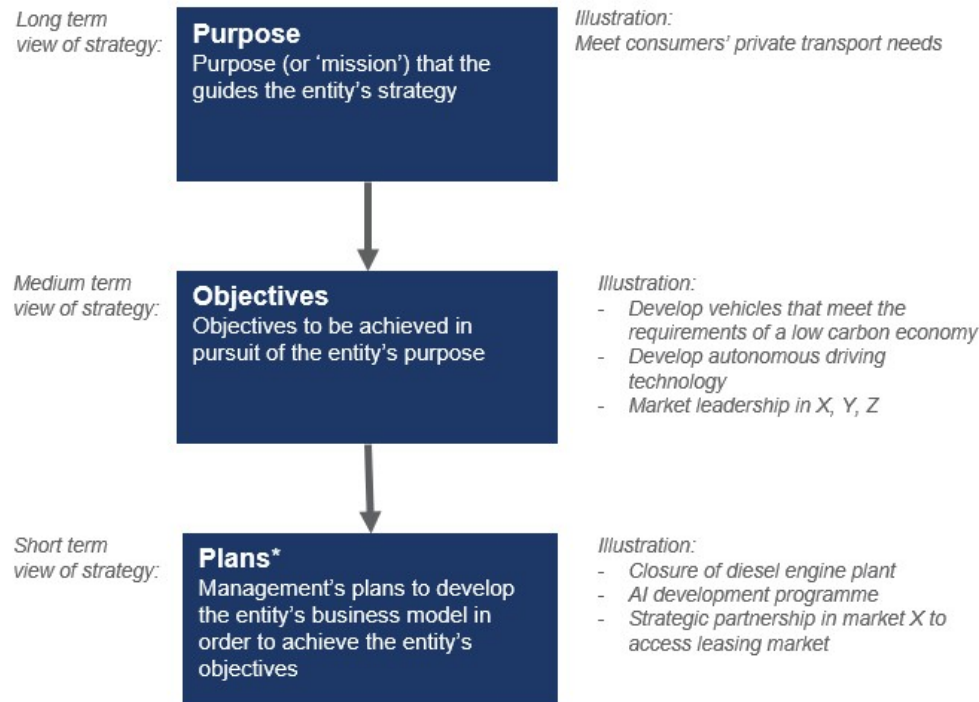 Long term
view of strategy:
Purpose
Purpose (or ‘mission’) that the
guides the entity’s strategy
Illustration:
Meet consumers’ private transport needs
Medium term
view of strategy:
Objectives
Objectives to be achieved in
pursuit of the entity’s purpose
Illustration:
- Develop vehicles that meet the
requirements of a low carbon economy
- Develop autonomous driving
technology
- Market leadership in X, Y, Z
Short term
view of strategy:
Plans*
Management’s plans to develop
the entity’s business model in
order to achieve the entity’s
objectives
Illustration:
- Closure of diesel engine plant
- AI development programme
- Strategic partnership in market X to
access leasing market